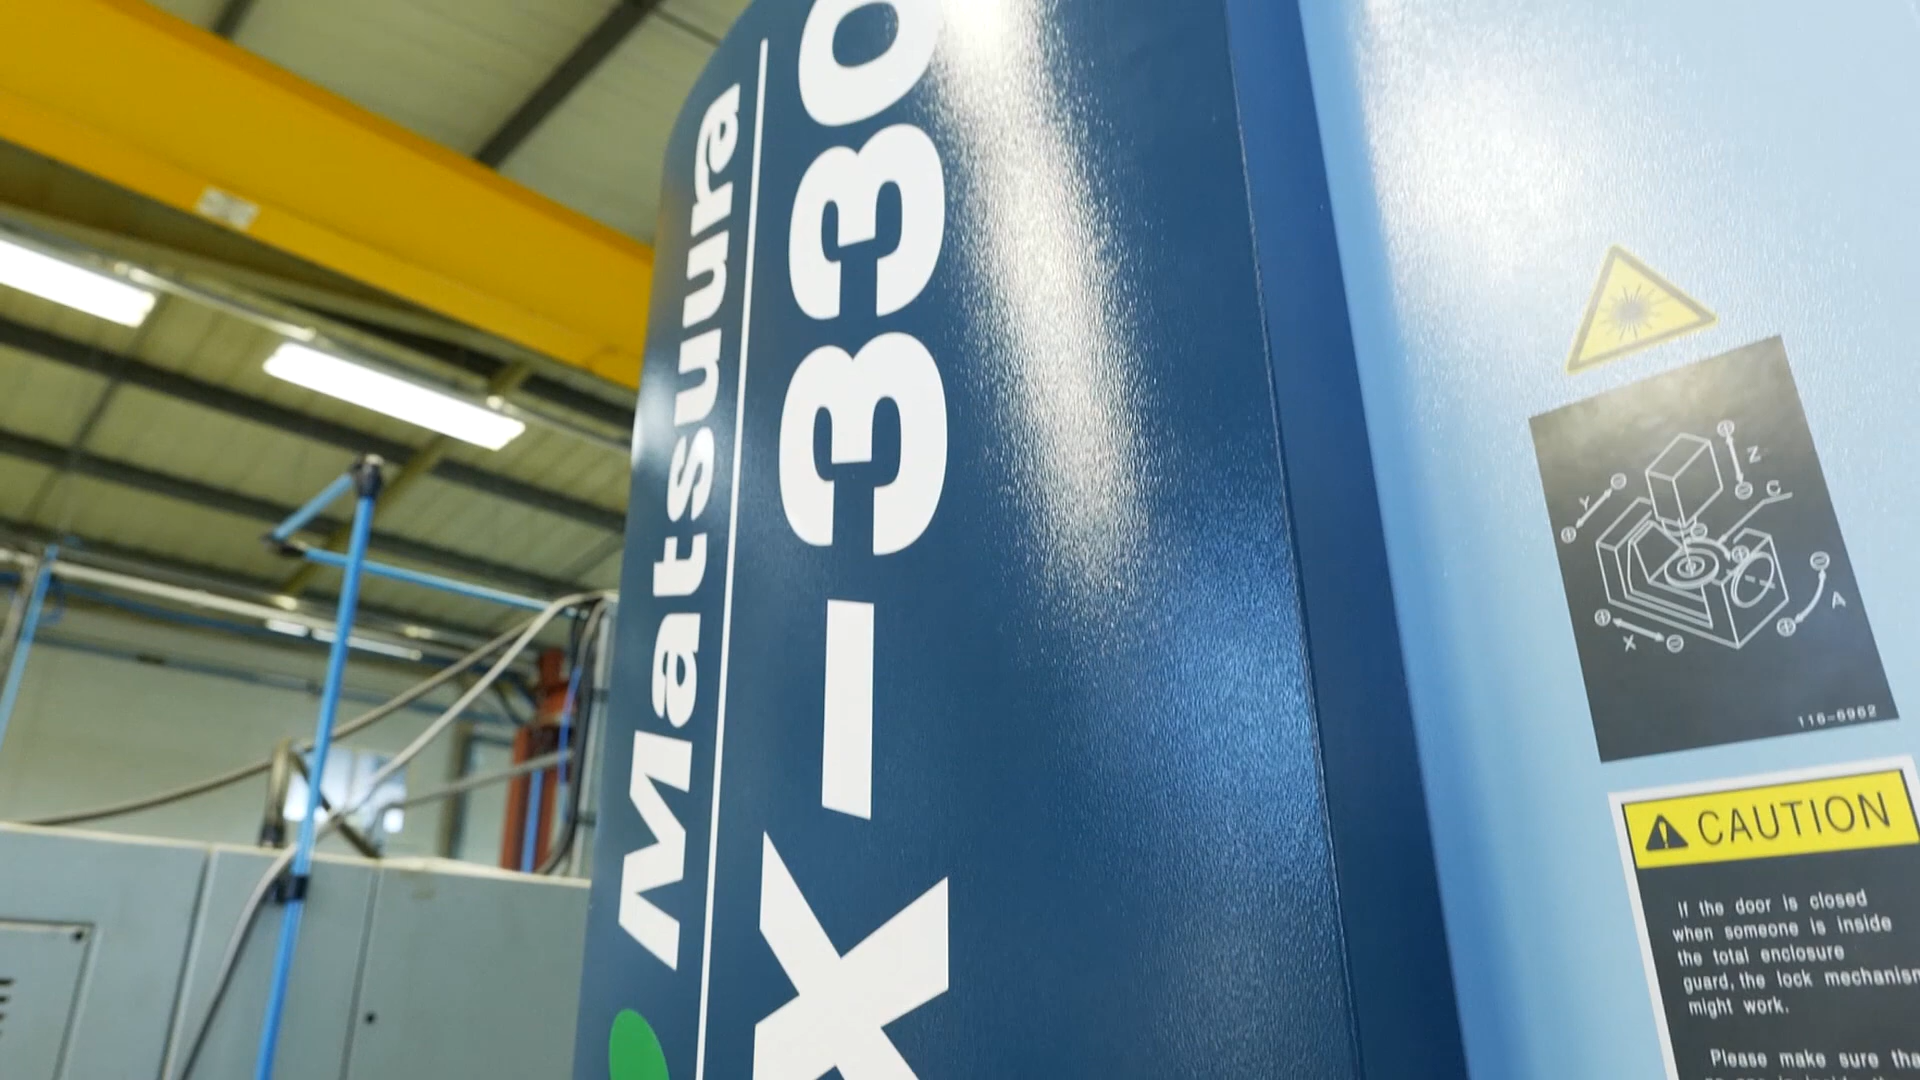 Matsuura
X-330
Z
Y
C
A
X
116-6962
CAUTION
If the door is closed
when someone is inside
the total enclosure
guard, the lock mechanism
might work.
Please make sure